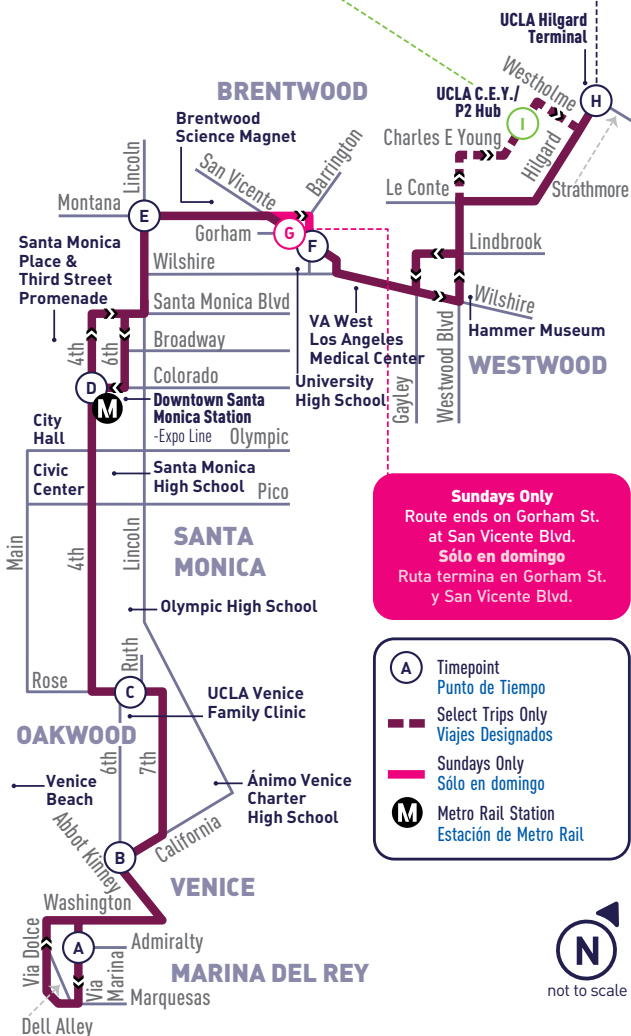 UCLA Hilgard
Terminal
BRENTWOOD
UCLA C.E.Y./
P2 Hub
Westholme
H
I
Brentwood
Science Magnet
Charles E Young
Hilgard
Strathmore
Lincoln
San Vicente
Barrington
Le Conte
Montana
E
Gorham
G
F
Lindbrook
Santa Monica
Place &
Third Street
Promenade
Wilshire
Santa Monica Blvd
Wilshire
VA West
Los Angeles
Medical Center
Hammer Museum
WESTWOOD
4th
6th
Broadway
University
High School
Gayley
Westwood Blvd
D
Colorado
M
Downtown Santa
Monica Station
-Expo Line
City
Hall
Olympic
Civic
Center
Santa Monica
High School
Pico
Sundays Only
Route ends on Gorham St.
at San Vicente Blvd.
Sólo en domingo
Ruta termina en Gorham St.
y San Vicente Blvd.
Main
4th
Lincoln
SANTA
MONICA
Olympic High School
Ruth
Rose
C
UCLA Venice
Family Clinic
OAKWOOD
6th
7th
Venice
Beach
Ánimo Venice
Charter
High School
Abbot Kinney
California
B
VENICE
Washington
Via Dolce
A
Admiralty
Via
Marina
MARINA DEL REY
Marquesas
Dell Alley
A
Timepoint
Punto de Tiempo
Select Trips Only
Viajes Designados
Sundays Only
Sólo en domingo
M
Metro Rail Station
Estación de Metro Rail
N
not to scale